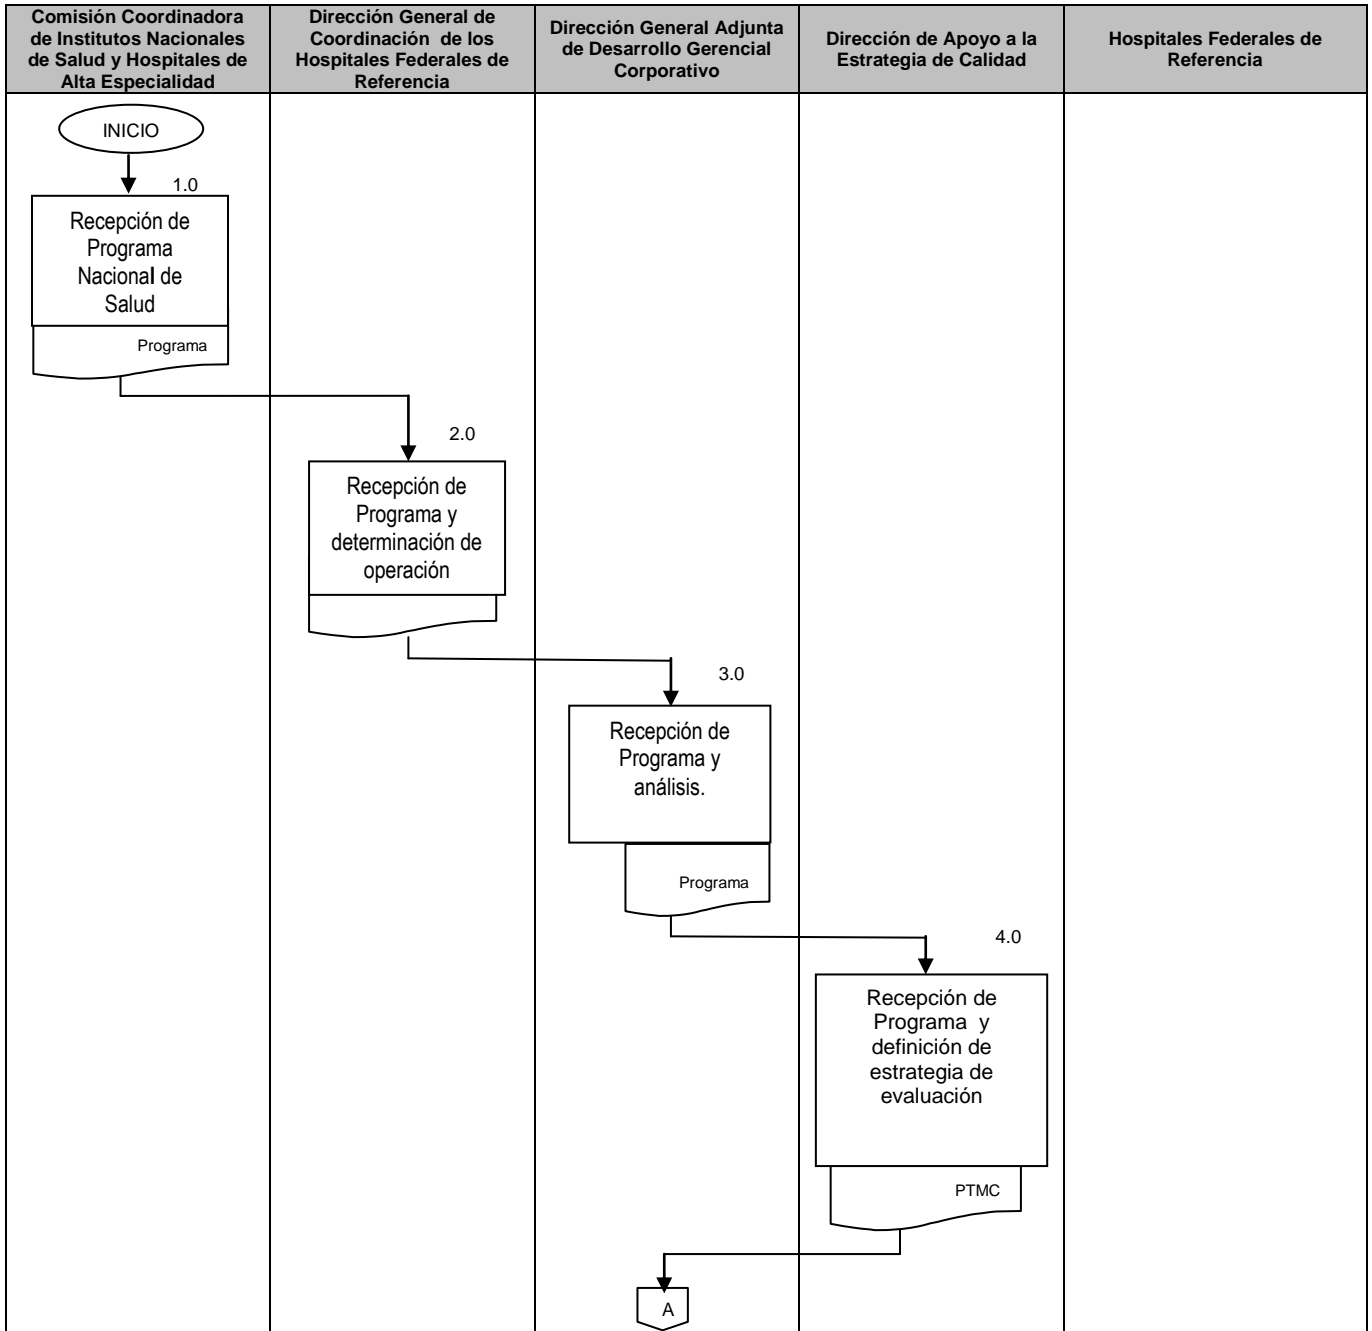 Comisión Coordinadora
de Institutos Nacionales
de Salud y Hospitales de
Alta Especialidad
Dirección General de
Coordinación de los
Hospitales Federales de
Referencia
Dirección General Adjunta
de Desarrollo Gerencial
Corporativo
Dirección de Apoyo a la
Estrategia de Calidad
Hospitales Federales de
Referencia
INICIO
1.0
Recepción de
Programa
Nacional de
Salud
Programa
2.0
Recepción de
Programa y
determinación de
operación
3.0
Recepción de
Programa y
análisis.
Programa
4.0
Recepción de
Programa y
definición de
estrategia de
evaluación
PTMC
A